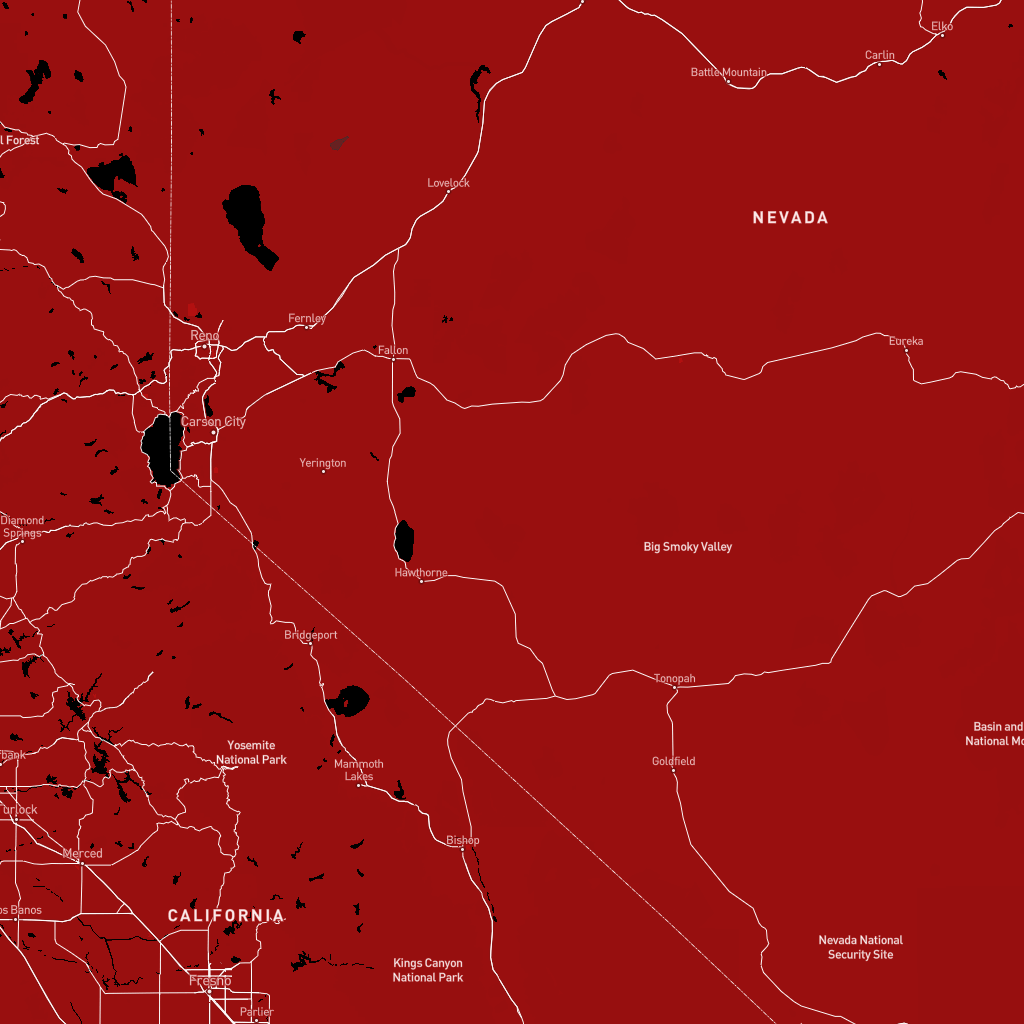 Elko
Carlin
Battle Mountain
l Forest
Lovelock
NEVADA
Fernley
Reno
Eureka
Fallon
Carson City
Yerington
Diamond
Springs
Big Smoky Valley
Hawthorne
Bridgeport
Tonopah
Basin and
National Mo
Yosemite
National Park
rbank
Mammoth
Lakes
Goldfield
Turlock
Bishop
Merced
os Banos
CALIFORNIA
Nevada National
Security Site
Kings Canyon
National Park
Fresno
Parlier